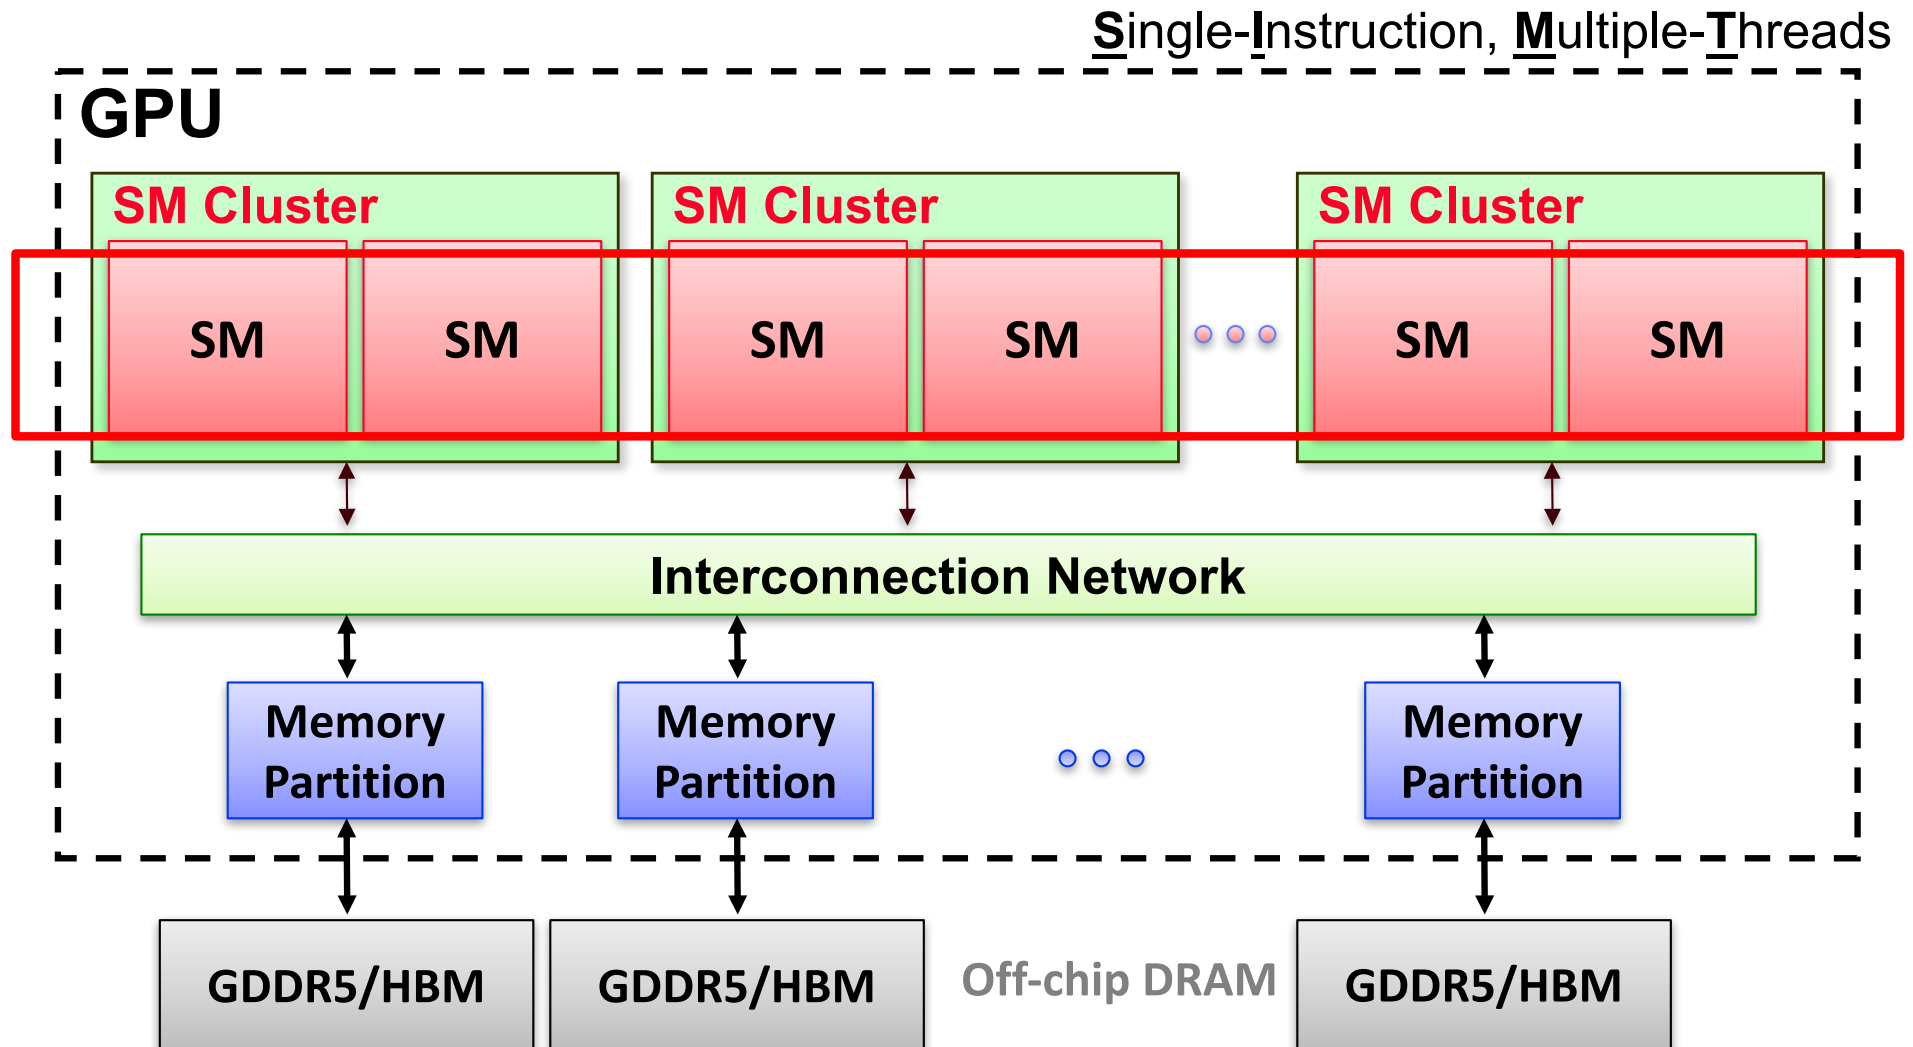 Single-Instruction, Multiple-Threads
GPU
SM Cluster
SM Cluster
SM Cluster
SM
SM
SM
SM
SM
SM
Interconnection Network
Memory
Partition
Memory
Partition
Memory
Partition
GDDR5/HBM
GDDR5/HBM
Off-chip DRAM
GDDR5/HBM